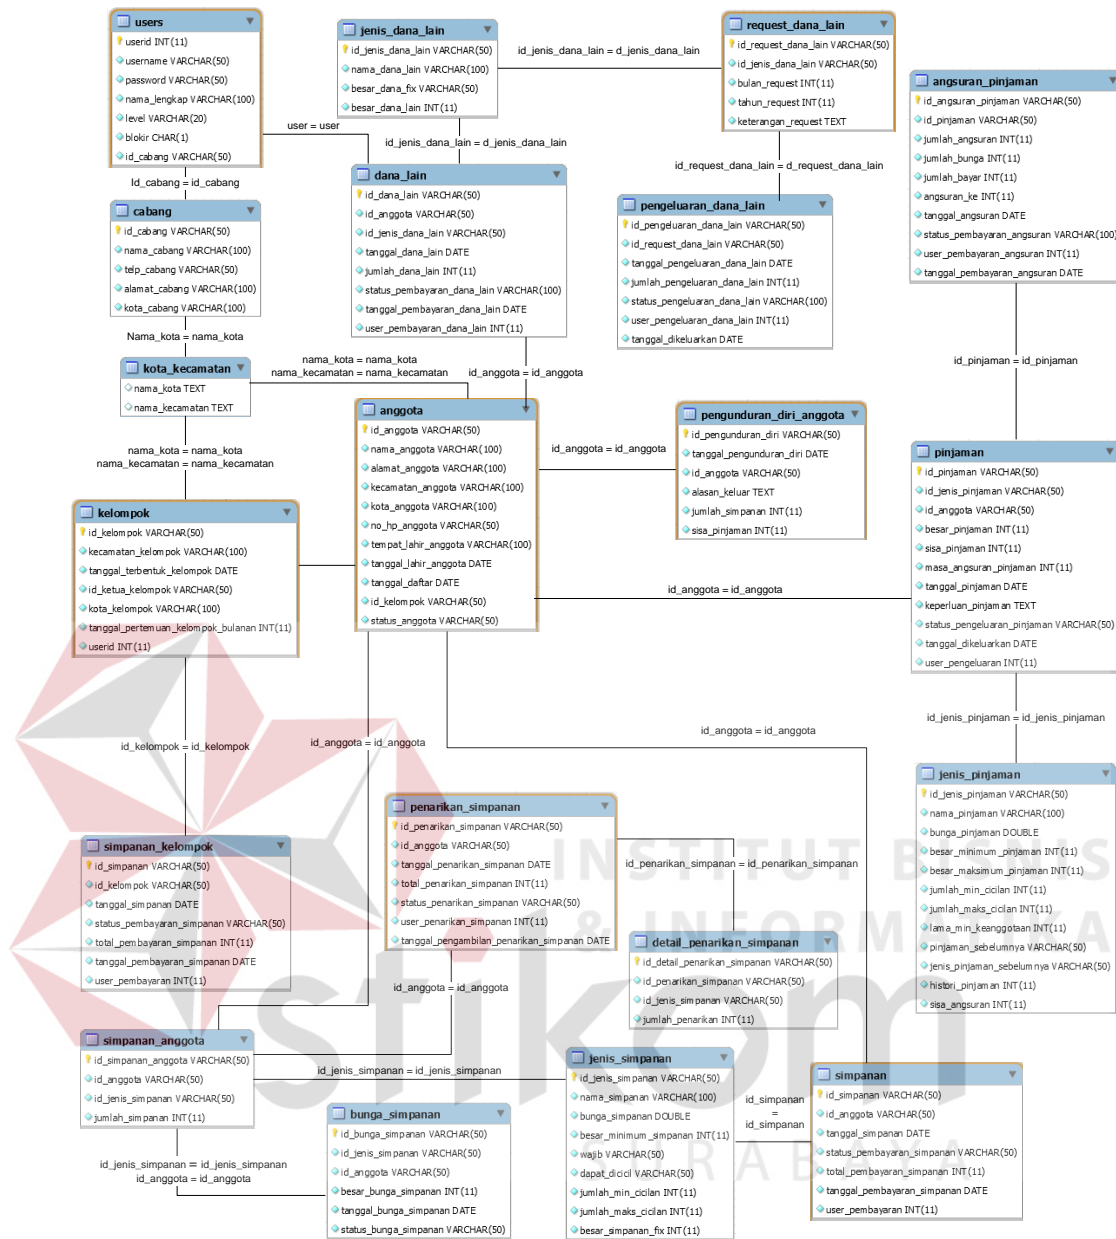 users
userid INT(11)
username VARCHAR(50)
password VARCHAR(50)
nama_lengkap VARCHAR(100)
level VARCHAR(20)
blokir CHAR(1)
id_cabang VARCHAR(50)
jenis_dana_lain
id_jenis_dana_lain VARCHAR(50)
nama_dana_lain VARCHAR(100)
besar_dana_fix VARCHAR(50)
besar_dana_lain INT(11)
id_jenis_dana_lain = d_jenis_dana_lain
request_dana_lain
id_request_dana_lain VARCHAR(50)
id_jenis_dana_lain VARCHAR(50)
bulan_request INT(11)
tahun_request INT(11)
keterangan_request TEXT
angsuran_pinjaman
id_angsuran_pinjaman VARCHAR(50)
id_pinjaman VARCHAR(50)
jumlah_angsuran INT(11)
jumlah_bunga INT(11)
jumlah_bayar INT(11)
angsuran_ke INT(11)
tanggal_angsuran DATE
status_pembayaran_angsuran VARCHAR(100)
user_pembayaran_angsuran INT(11)
tanggal_pembayaran_angsuran DATE
user = user
id_jenis_dana_lain = d_jenis_dana_lain
id_request_dana_lain = d_request_dana_lain
Id_cabang = id_cabang
cabang
id_cabang VARCHAR(50)
nama_cabang VARCHAR(100)
telp_cabang VARCHAR(50)
alamat_cabang VARCHAR(100)
kota_cabang VARCHAR(100)
dana_lain
id_dana_lain VARCHAR(50)
id_anggota VARCHAR(50)
id_jenis_dana_lain VARCHAR(50)
tanggal_dana_lain DATE
jumlah_dana_lain INT(11)
status_pembayaran_dana_lain VARCHAR(100)
tanggal_pembayaran_dana_lain DATE
user_pembayaran_dana_lain INT(11)
pengeluaran_dana_lain
id_pengeluaran_dana_lain VARCHAR(50)
id_request_dana_lain VARCHAR(50)
tanggal_pengeluaran_dana_lain DATE
jumlah_pengeluaran_dana_lain INT(11)
status_pengeluaran_dana_lain VARCHAR(100)
user_pengeluaran_dana_lain INT(11)
tanggal_dikeluarkan DATE
Nama_kota = nama_kota
kota_kecamatan
nama_kota TEXT
nama_kecamatan TEXT
nama_kota = nama_kota
nama_kecamatan = nama_kecamatan
id_anggota = id_anggota
id_pinjaman = id_pinjaman
anggota
id_anggota VARCHAR(50)
nama_anggota VARCHAR(100)
alamat_anggota VARCHAR(100)
kecamatan_anggota VARCHAR(100)
kota_anggota VARCHAR(100)
no_hp_anggota VARCHAR(50)
tempat_lahir_anggota VARCHAR(100)
tanggal_lahir_anggota DATE
tanggal_daftar DATE
id_kelompok VARCHAR(50)
status_anggota VARCHAR(50)
id_anggota = id_anggota
pengunduran_diri_anggota
id_pengunduran_diri VARCHAR(50)
tanggal_pengunduran_diri DATE
id_anggota VARCHAR(50)
alasan_keluar TEXT
jumlah_simpanan INT(11)
sisa_pinjaman INT(11)
pinjaman
id_pinjaman VARCHAR(50)
id_jenis_pinjaman VARCHAR(50)
id_anggota VARCHAR(50)
besar_pinjaman INT(11)
sisa_pinjaman INT(11)
masa_angsuran_pinjaman INT(11)
tanggal_pinjaman DATE
keperluan_pinjaman TEXT
status_pengeluaran_pinjaman VARCHAR(50)
tanggal_dikeluarkan DATE
user_pengeluaran INT(11)
nama_kota = nama_kota
nama_kecamatan = nama_kecamatan
kelompok
id_kelompok VARCHAR(50)
kecamatan_kelompok VARCHAR(100)
tanggal_terbentuk_kelompok DATE
id_ketua_kelompok VARCHAR(50)
kota_kelompok VARCHAR(100)
tanggal_pertemuan_kelompok_bulanan INT(11)
userid INT(11)
id_anggota = id_anggota
id_kelompok = id_kelompok
id_anggota = id_anggota
id_anggota = id_anggota
id_jenis_pinjaman = id_jenis_pinjaman
jenis_pinjaman
id_jenis_pinjaman VARCHAR(50)
nama_pinjaman VARCHAR(100)
bunga_pinjaman DOUBLE
besar_minimum_pinjaman INT(11)
besar_maksimum_pinjaman INT(11)
jumlah_min_cicilan INT(11)
jumlah_maks_cicilan INT(11)
lama_min_keanggotaan INT(11)
pinjaman_sebelumnya VARCHAR(50)
jenis_pinjaman_sebelumnya VARCHAR(50)
histori_pinjaman INT(11)
sisa_angsuran INT(11)
penarikan_simpanan
id_penarikan_simpanan VARCHAR(50)
id_anggota VARCHAR(50)
tanggal_penarikan_simpanan DATE
total_penarikan_simpanan INT(11)
status_penarikan_simpanan VARCHAR(50)
user_penarikan_simpanan INT(11)
tanggal_pengambilan_penarikan_simpanan DATE
id_penarikan_simpanan = id_penarikan_simpanan
simpanan_kelompok
id_simpanan VARCHAR(50)
id_kelompok VARCHAR(50)
tanggal_simpanan DATE
status_pembayaran_simpanan VARCHAR(50)
total_pembayaran_simpanan INT(11)
tanggal_pembayaran_simpanan DATE
user_pembayaran INT(11)
INSTITUT BISNIS
& INFORMATIKA
stikom
SURABAYA
detail_penarikan_simpanan
id_detail_penarikan_simpanan VARCHAR(50)
id_penarikan_simpanan VARCHAR(50)
id_jenis_simpanan VARCHAR(50)
jumlah_penarikan INT(11)
id_anggota = id_anggota
simpanan_anggota
id_simpanan_anggota VARCHAR(50)
id_anggota VARCHAR(50)
id_jenis_simpanan VARCHAR(50)
jumlah_simpanan INT(11)
id_jenis_simpanan = id_jenis_simpanan
jenis_simpanan
id_jenis_simpanan VARCHAR(50)
nama_simpanan VARCHAR(100)
bunga_simpanan DOUBLE
besar_minimum_simpanan INT(11)
wajib VARCHAR(50)
dapat_dicicil VARCHAR(50)
jumlah_min_cicilan INT(11)
jumlah_maks_cicilan INT(11)
besar_simpanan_fix INT(11)
id_simpanan
=
id_simpanan
simpanan
id_simpanan VARCHAR(50)
id_anggota VARCHAR(50)
tanggal_simpanan DATE
status_pembayaran_simpanan VARCHAR(50)
total_pembayaran_simpanan INT(11)
tanggal_pembayaran_simpanan DATE
user_pembayaran INT(11)
bunga_simpanan
id_bunga_simpanan VARCHAR(50)
id_jenis_simpanan VARCHAR(50)
id_anggota VARCHAR(50)
besar_bunga_simpanan INT(11)
tanggal_bunga_simpanan DATE
status_bunga_simpanan VARCHAR(50)
id_jenis_simpanan = id_jenis_simpanan
id_anggota = id_anggota